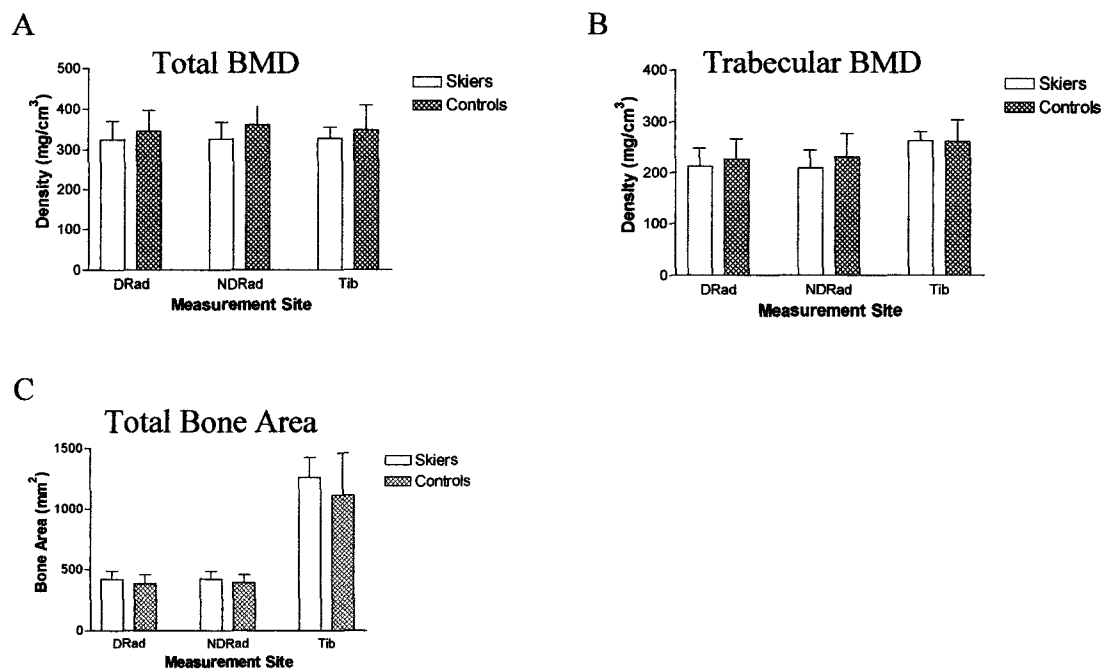 A
Total BMD
500
400
300
200
100
0
Density (mg/cm³)
DRad NDRad Tib
Measurement Site
Skiers
Controls
B
Trabecular BMD
400
300
200
100
0
Density (mg/cm³)
DRad NDRad Tib
Measurement Site
Skiers
Controls
C
Total Bone Area
1500
1000
500
0
Bone Area (mm²)
DRad NDRad Tib
Measurement Site
Skiers
Controls